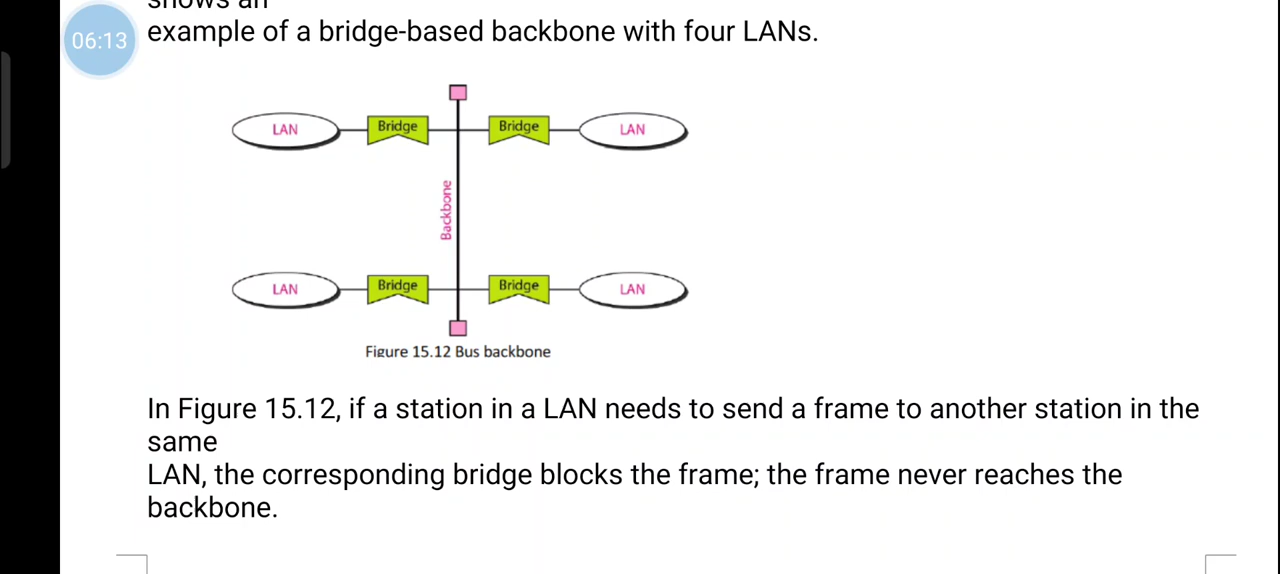 shows an
06:13
example of a bridge-based backbone with four LANs.
LAN Bridge Bridge LAN
Backbone
LAN Bridge Bridge LAN
Figure 15.12 Bus backbone
In Figure 15.12, if a station in a LAN needs to send a frame to another station in the
same
LAN, the corresponding bridge blocks the frame; the frame never reaches the
backbone.